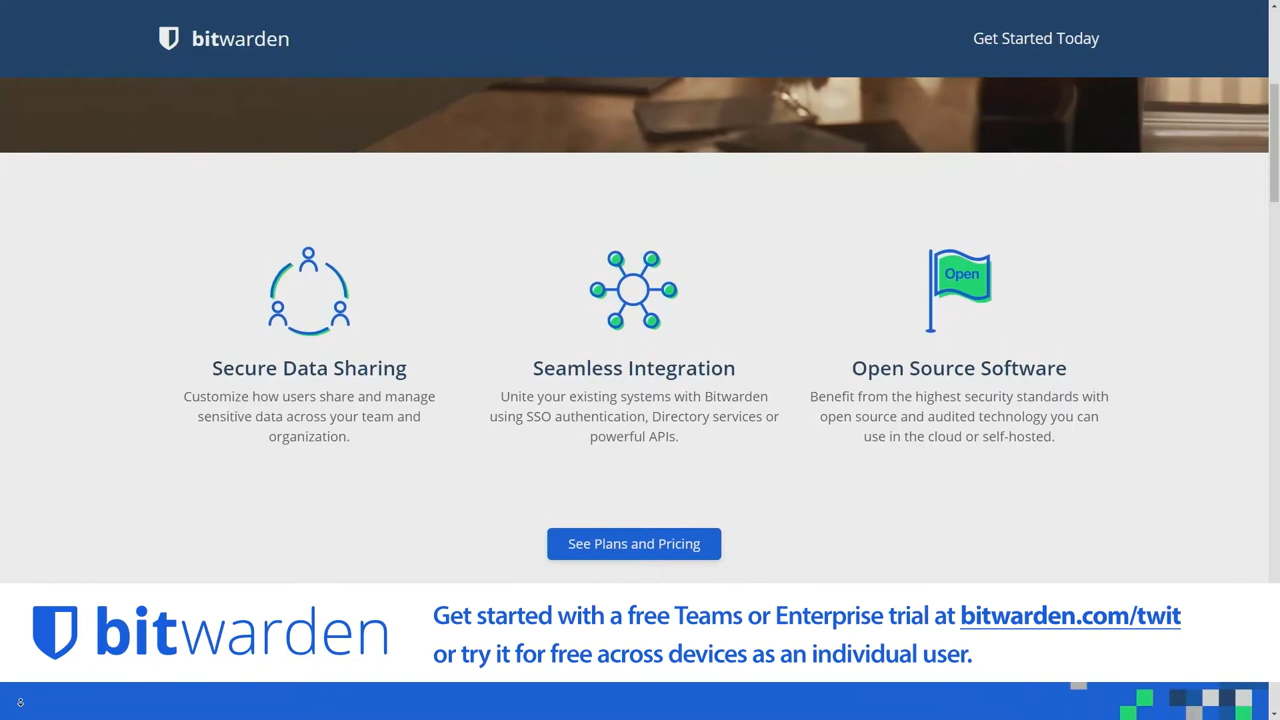 bitwarden
Get Started Today
Open
Secure Data Sharing
Customize how users share and manage
sensitive data across your team and
organization.
Seamless Integration
Unite your existing systems with Bitwarden
using SSO authentication, Directory services or
powerful APIs.
Open Source Software
Benefit from the highest security standards with
open source and audited technology you can
use in the cloud or self-hosted.
See Plans and Pricing
bitwarden
Get started with a free Teams or Enterprise trial at bitwarden.com/twit
or try it for free across devices as an individual user.